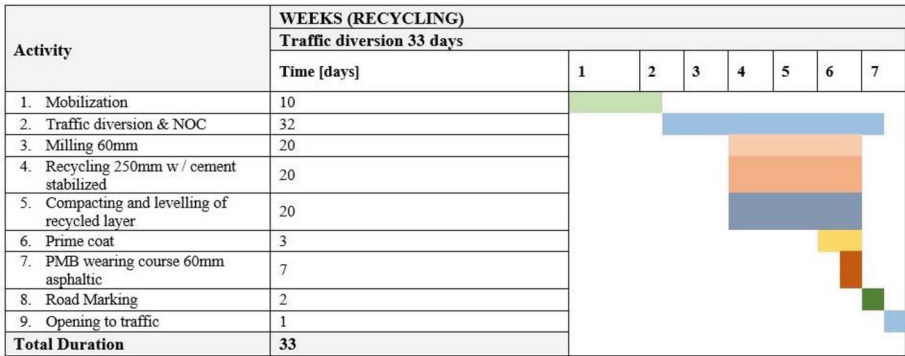 WEEKS (RECYCLING)
Activity
Traffic diversion 33 days
Time [days] 1 2 3 4 5 6 7
1. Mobilization 10
2. Traffic diversion & NOC 32
3. Milling 60mm 20
4. Recycling 250mm w / cement
stabilized 20
5. Compacting and levelling of
recycled layer 20
6. Prime coat 3
7. PMB wearing course 60mm
asphaltic 7
8. Road Marking 2
9. Opening to traffic 1
Total Duration 33